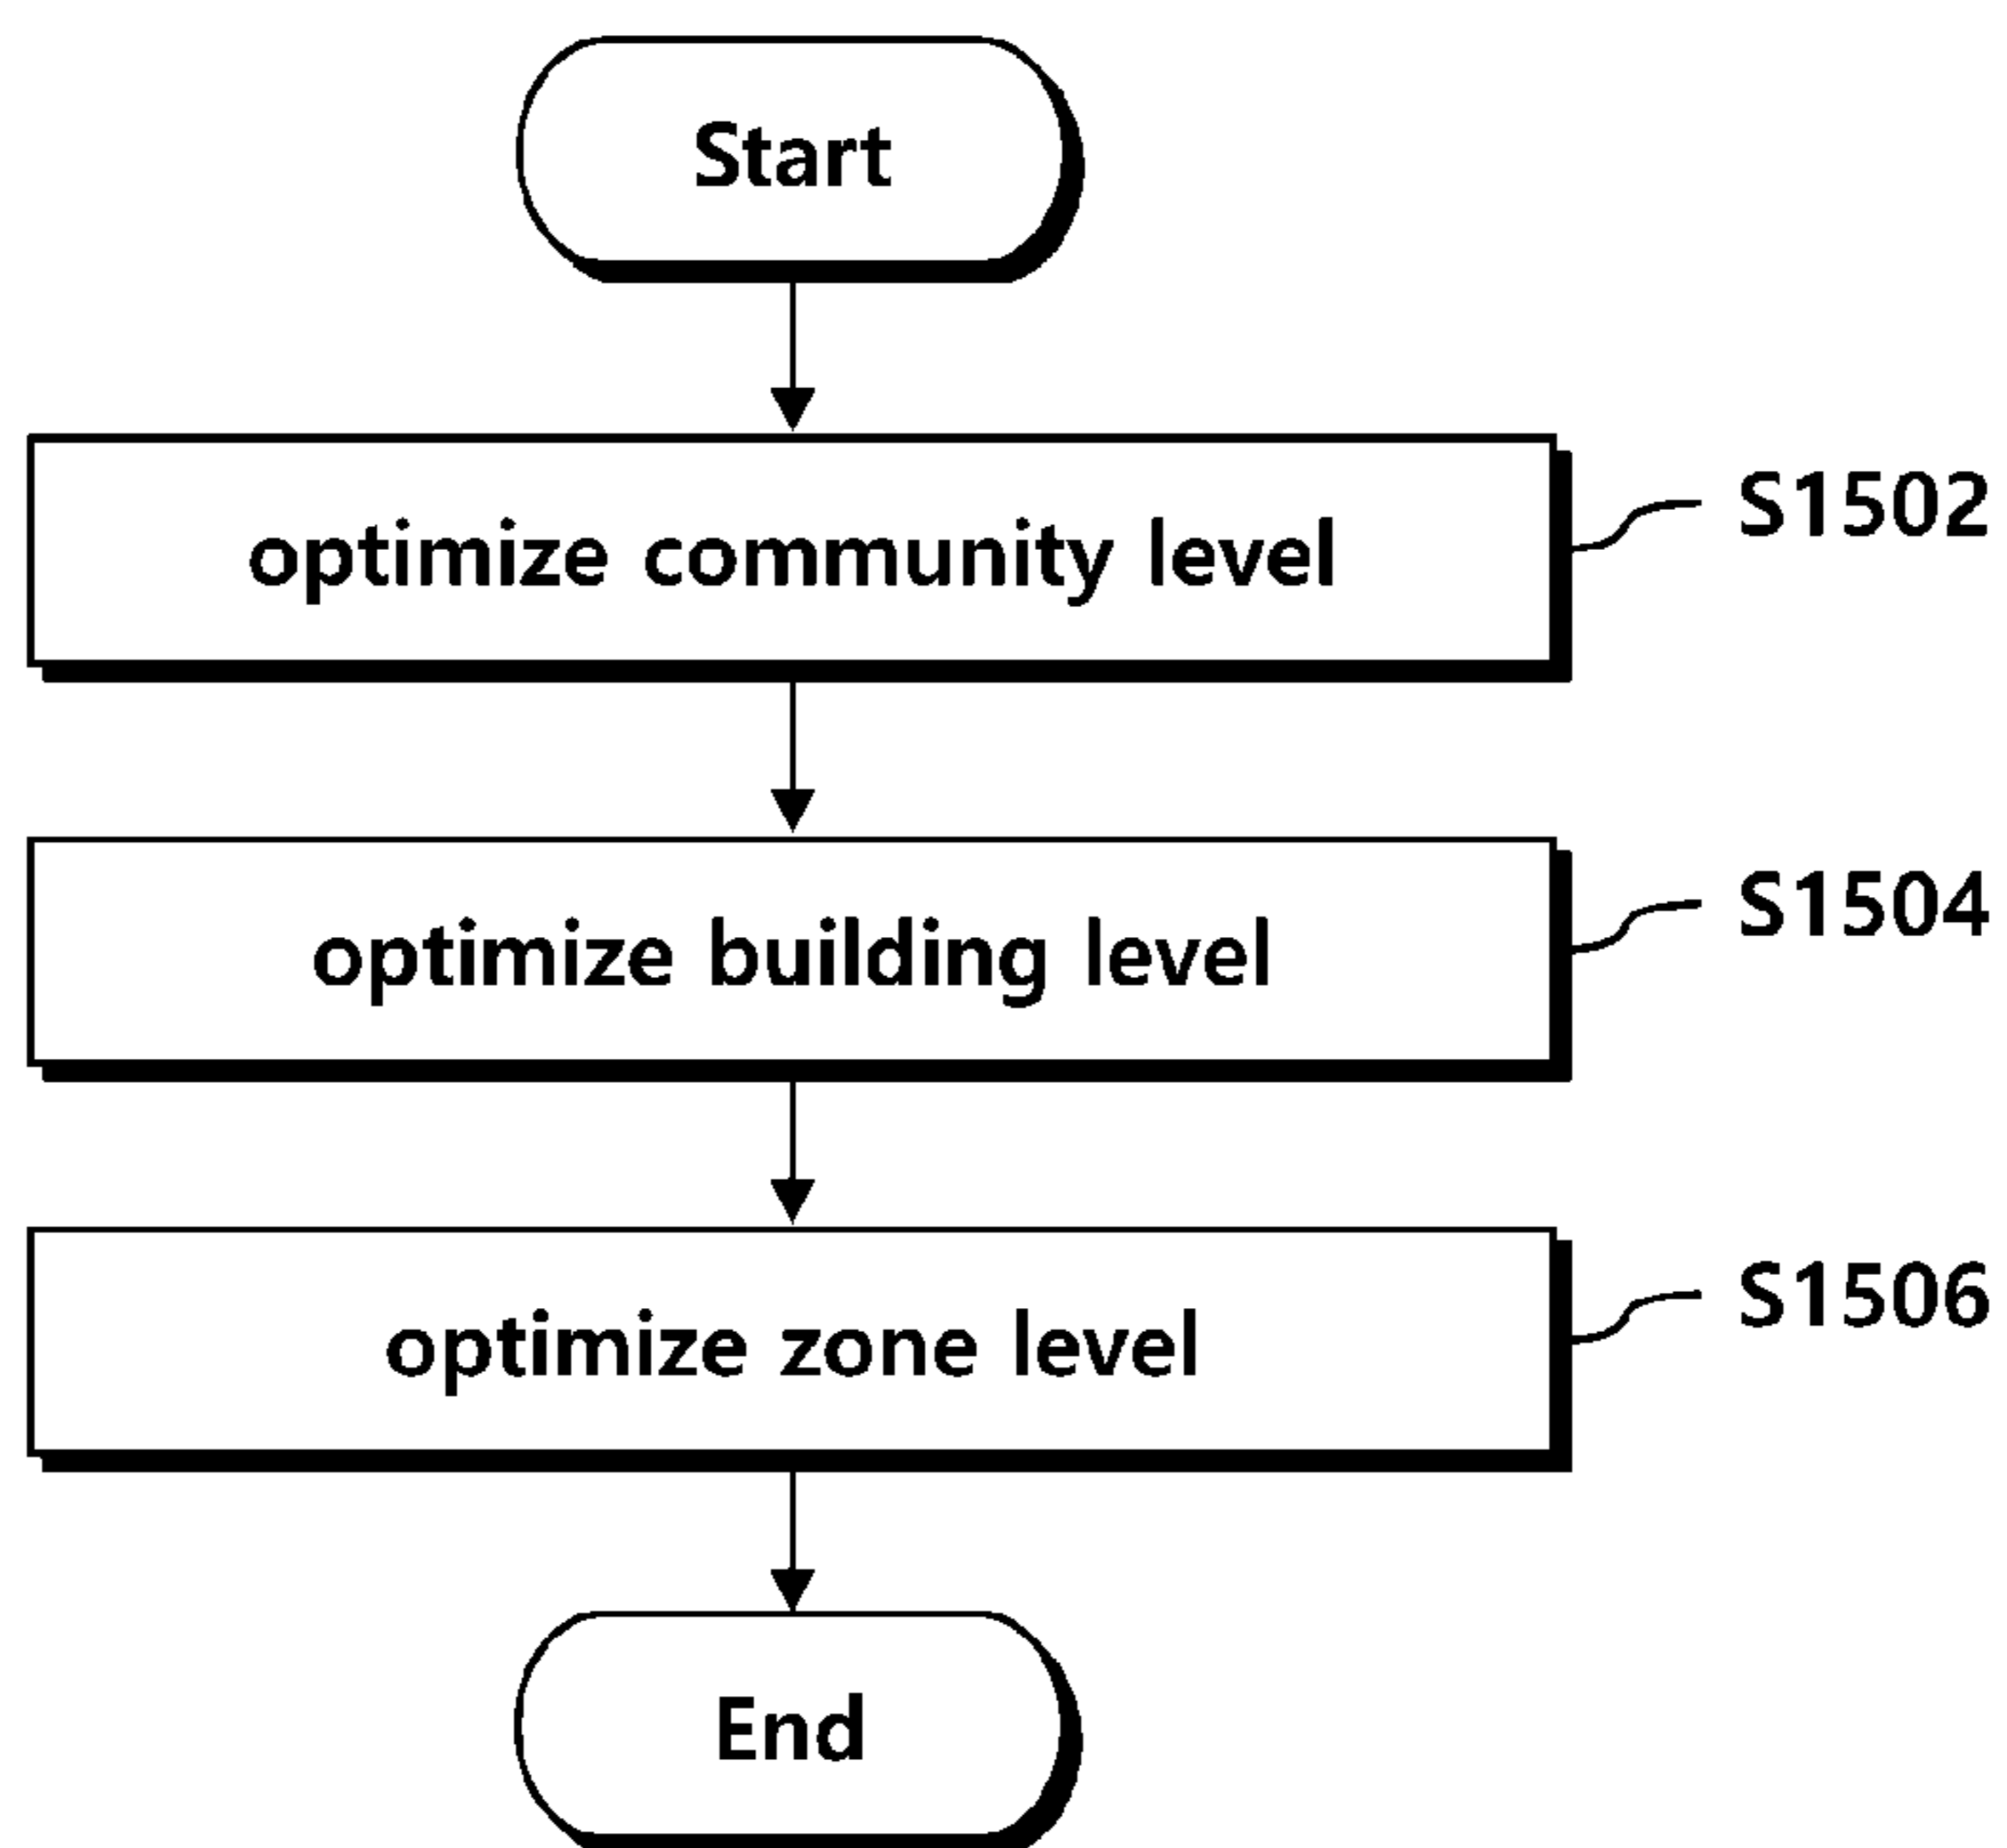 Start
optimize community level
S1502
optimize building level
S1504
optimize zone level
S1506
End